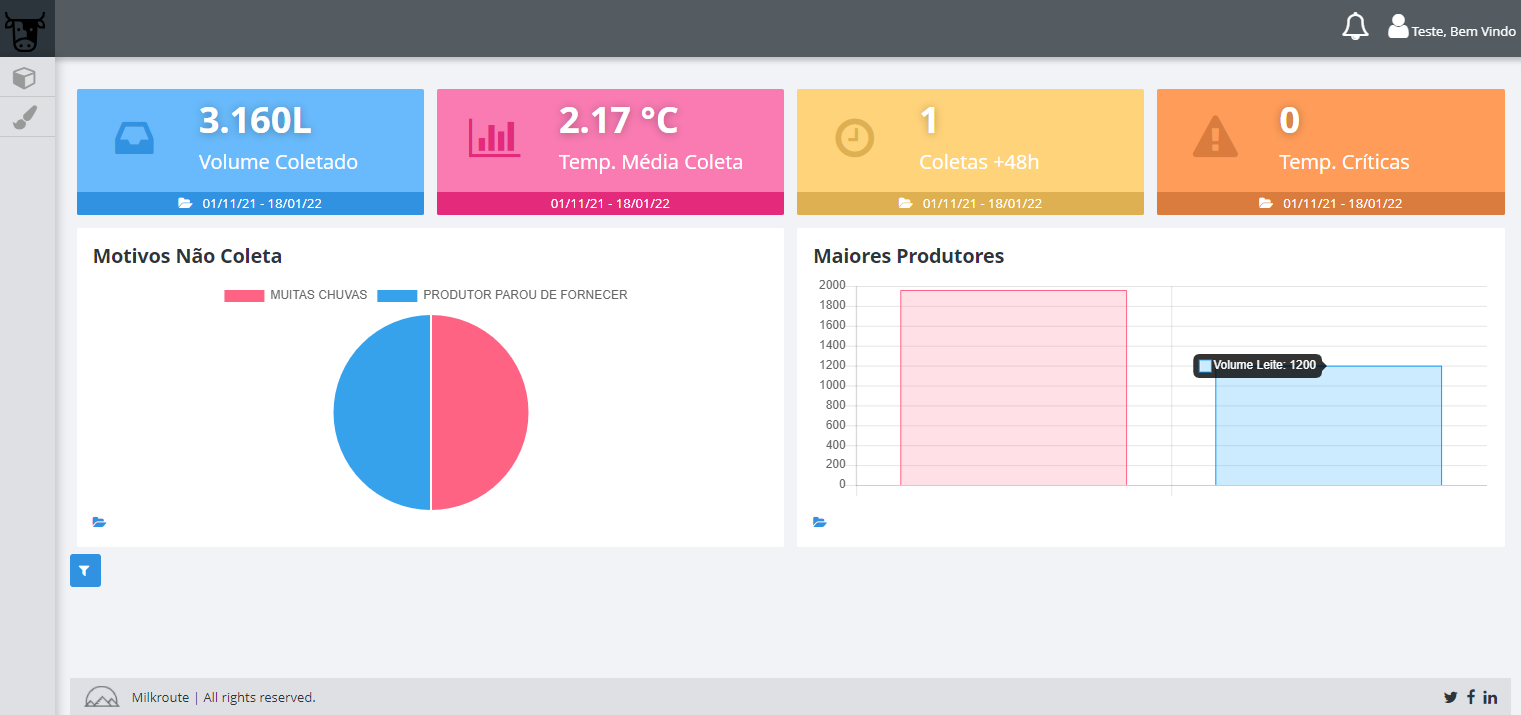 Teste, Bem Vindo
3.160L
Volume Coletado
01/11/21 - 18/01/22
2.17 °C
Temp. Média Coleta
01/11/21 - 18/01/22
1
Coletas +48h
01/11/21 - 18/01/22
0
Temp. Críticas
01/11/21 - 18/01/22
Motivos Não Coleta
MUITAS CHUVAS PRODUTOR PAROU DE FORNECER
Maiores Produtores
2000
1800
1600
1400
1200
1000
800
600
400
200
0
Volume Leite: 1200
Milkroute | All rights reserved.